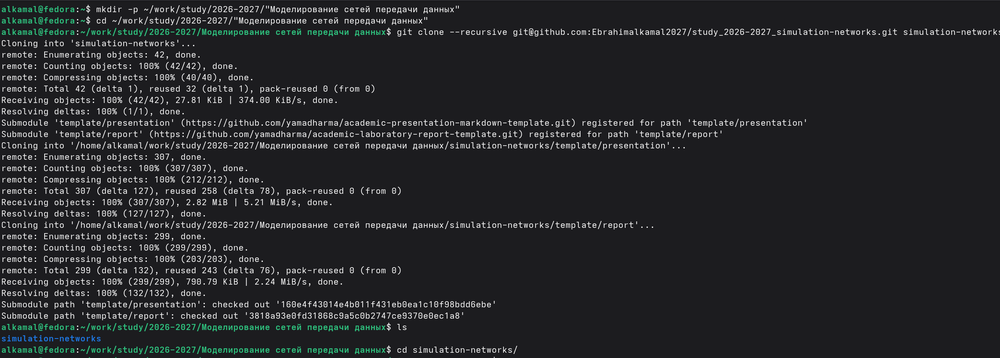 alkamal@fedora:~$ mkdir -p ~/work/study/2026-2027/"Моделирование сетей передачи данных"
alkamal@fedora:~$ cd ~/work/study/2026-2027/"Моделирование сетей передачи данных"
alkamal@fedora:~/work/study/2026-2027/Моделирование сетей передачи данных$ git clone --recursive git@github.com:Ebrahimalkamal2027/study_2026-2027_simulation-networks.git simulation-networks
Cloning into 'simulation-networks'...
remote: Enumerating objects: 42, done.
remote: Counting objects: 100% (42/42), done.
remote: Compressing objects: 100% (40/40), done.
remote: Total 42 (delta 1), reused 32 (delta 1), pack-reused 0 (from 0)
Receiving objects: 100% (42/42), 27.81 KiB | 374.00 KiB/s, done.
Resolving deltas: 100% (1/1), done.
Submodule 'template/presentation' (https://github.com/yamadharma/academic-presentation-markdown-template.git) registered for path 'template/presentation'
Submodule 'template/report' (https://github.com/yamadharma/academic-laboratory-report-template.git) registered for path 'template/report'
Cloning into '/home/alkamal/work/study/2026-2027/Моделирование сетей передачи данных/simulation-networks/template/presentation'...
remote: Enumerating objects: 307, done.
remote: Counting objects: 100% (307/307), done.
remote: Compressing objects: 100% (212/212), done.
remote: Total 307 (delta 127), reused 258 (delta 78), pack-reused 0 (from 0)
Receiving objects: 100% (307/307), 2.82 MiB | 5.21 MiB/s, done.
Resolving deltas: 100% (127/127), done.
Cloning into '/home/alkamal/work/study/2026-2027/Моделирование сетей передачи данных/simulation-networks/template/report'...
remote: Enumerating objects: 299, done.
remote: Counting objects: 100% (299/299), done.
remote: Compressing objects: 100% (203/203), done.
remote: Total 299 (delta 132), reused 243 (delta 76), pack-reused 0 (from 0)
Receiving objects: 100% (299/299), 790.79 KiB | 2.24 MiB/s, done.
Resolving deltas: 100% (132/132), done.
Submodule path 'template/presentation': checked out '160e4f43014e4b011f431eb0ea1c10f98bdd6ebe'
Submodule path 'template/report': checked out '3818a93e0fd31868c9a5c0b2747ce9370e0ec1a8'
alkamal@fedora:~/work/study/2026-2027/Моделирование сетей передачи данных$ ls
simulation-networks
alkamal@fedora:~/work/study/2026-2027/Моделирование сетей передачи данных$ cd simulation-networks/